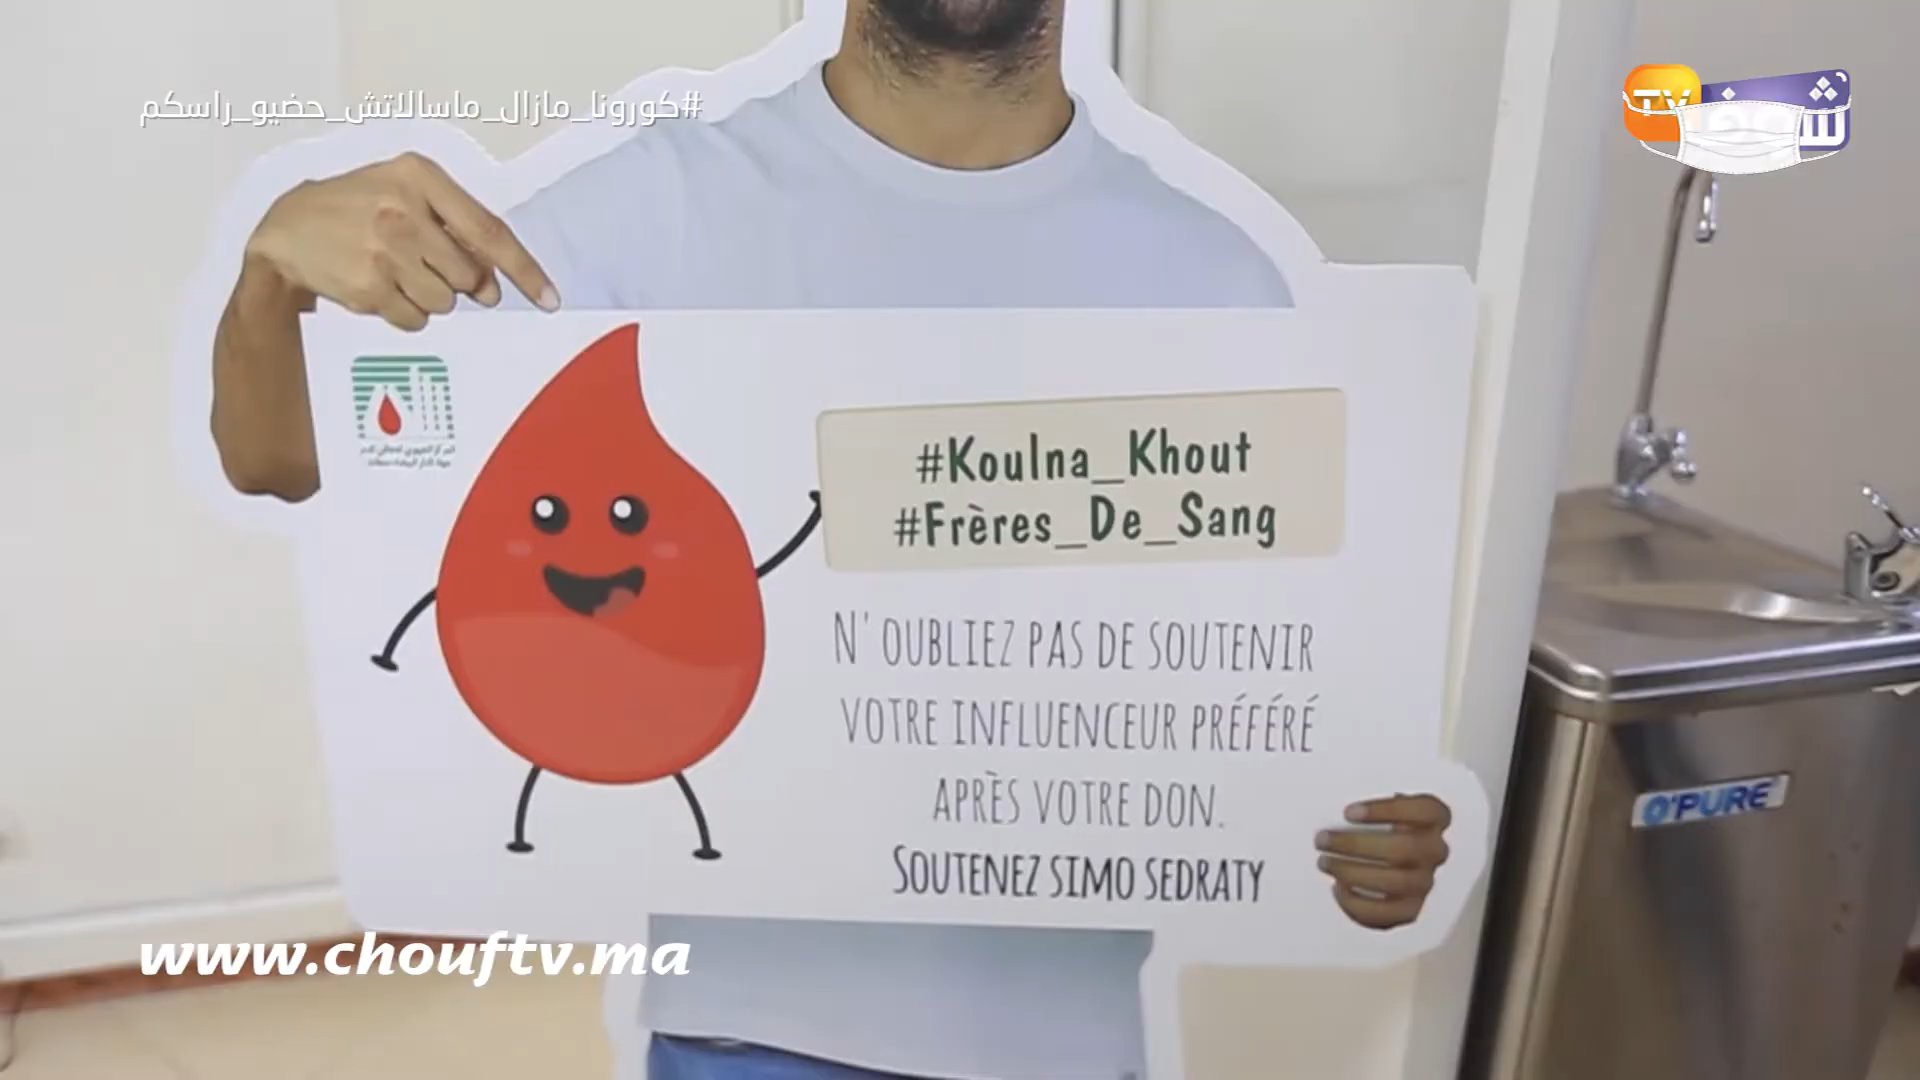 #كورونا_مازال_ماسالاتش_حضيو_راسكم
TV شوف
#Koulna_Khout
#Frères_De_Sang
N'OUBLIEZ PAS DE SOUTENIR
VOTRE INFLUENCEUR PRÉFÉRÉ
APRÈS VOTRE DON.
SOUTENEZ SIMO SEDRATY
O'PURE
www.chouftv.ma